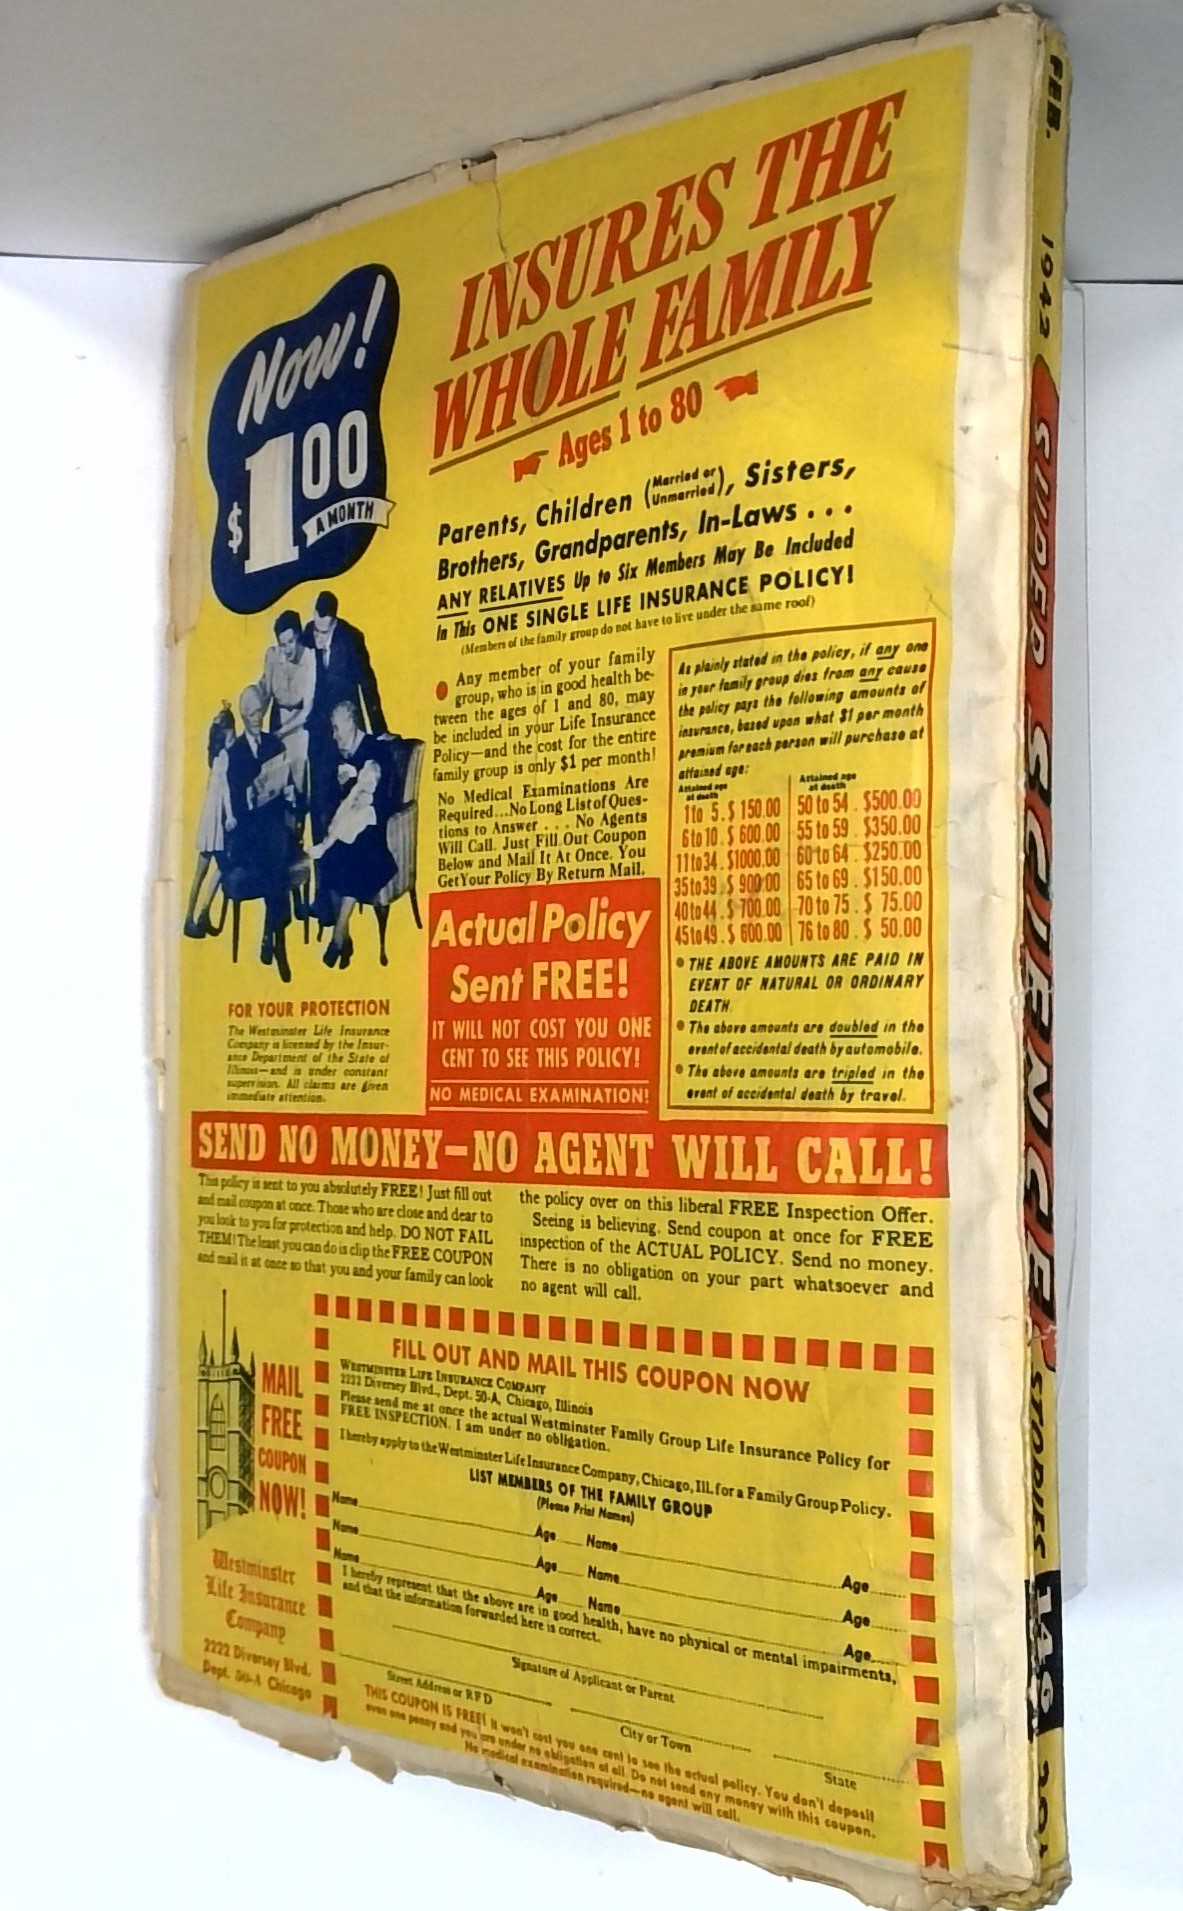 INSURES THE
WHOLE FAMILY
Ages 1 to 80
Now!
$1 00
A MONTH
Parents, Children (Married or Unmarried), Sisters,
Brothers, Grandparents, In-Laws . . .
ANY RELATIVES Up to Six Members May Be Included
In This ONE SINGLE LIFE INSURANCE POLICY!
(Members of the family group do not have to live under the same roof)
Any member of your family
group, who is in good health be-
tween the ages of 1 and 80, may
be included in your Life Insurance
Policy—and the cost for the entire
family group is only $1 per month!
No Medical Examinations Are
Required...No Long List of Ques-
tions to Answer . . . No Agents
Will Call. Just Fill Out Coupon
Below and Mail It At Once. You
Get Your Policy By Return Mail.
Actual Policy
Sent FREE!
IT WILL NOT COST YOU ONE
CENT TO SEE THIS POLICY!
NO MEDICAL EXAMINATION!
As plainly stated in the policy, if any one
in your family group dies from any cause
the policy pays the following amounts of
insurance, based upon what $1 per month
premium for each person will purchase at
attained age:
Attained age at death Attained age at death
1 to 5 . $ 150.00 50 to 54 . $500.00
6 to 10 . $ 600.00 55 to 59 . $350.00
11 to 34 . $1000.00 60 to 64 . $250.00
35 to 39 . $ 900.00 65 to 69 . $150.00
40 to 44 . $ 700.00 70 to 75 . $ 75.00
45 to 49 . $ 600.00 76 to 80 . $ 50.00
THE ABOVE AMOUNTS ARE PAID IN
EVENT OF NATURAL OR ORDINARY
DEATH.
The above amounts are doubled in the
event of accidental death by automobile.
The above amounts are tripled in the
event of accidental death by travel.
FOR YOUR PROTECTION
The Westminster Life Insurance
Company is licensed by the Insur-
ance Department of the State of
Illinois—and is under constant
supervision. All claims are given
immediate attention.
SEND NO MONEY—NO AGENT WILL CALL!
This policy is sent to you absolutely FREE! Just fill out
and mail coupon at once. Those who are close and dear to
you look to you for protection and help. DO NOT FAIL
THEM! The least you can do is clip the FREE COUPON
and mail it at once so that you and your family can look
the policy over on this liberal FREE Inspection Offer.
Seeing is believing. Send coupon at once for FREE
inspection of the ACTUAL POLICY. Send no money.
There is no obligation on your part whatsoever and
no agent will call.
MAIL
FREE
COUPON
NOW!
Westminster
Life Insurance
Company
2222 Diversey Blvd.
Dept. 50-A Chicago
FILL OUT AND MAIL THIS COUPON NOW
WESTMINSTER LIFE INSURANCE COMPANY
2222 Diversey Blvd., Dept. 50-A, Chicago, Illinois
Please send me at once the actual Westminster Family Group Life Insurance Policy for
FREE INSPECTION. I am under no obligation.
I hereby apply to the Westminster Life Insurance Company, Chicago, Ill. for a Family Group Policy.
LIST MEMBERS OF THE FAMILY GROUP
(Please Print Names)
Name Age Name Age
Name Age Name Age
Name Age Name Age
I hereby represent that the above are in good health, have no physical or mental impairments,
and that the information forwarded here is correct.
Signature of Applicant or Parent
Street Address or RFD City or Town State
THIS COUPON IS FREE! It won't cost you one cent to see the actual policy. You don't deposit
even one penny and you are under no obligation at all. Do not send any money with this coupon.
No medical examination required—no agent will call.
FEB. 1942 SUPER SCIENCE STORIES